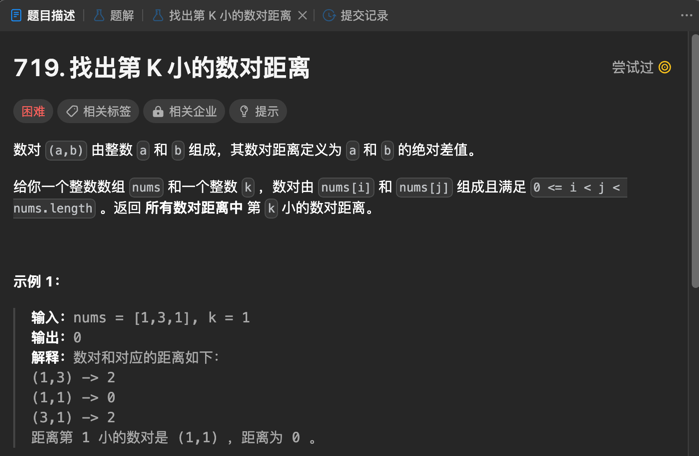 题目描述 题解 找出第 K 小的数对距离 提交记录
719. 找出第 K 小的数对距离 尝试过
困难 相关标签 相关企业 提示
数对 (a,b) 由整数 a 和 b 组成，其数对距离定义为 a 和 b 的绝对差值。
给你一个整数数组 nums 和一个整数 k ，数对由 nums[i] 和 nums[j] 组成且满足 0 <= i < j <
nums.length 。返回 所有数对距离中 第 k 小的数对距离。
示例 1：
输入：nums = [1,3,1], k = 1
输出：0
解释：数对和对应的距离如下：
(1,3) -> 2
(1,1) -> 0
(3,1) -> 2
距离第 1 小的数对是 (1,1) ，距离为 0 。